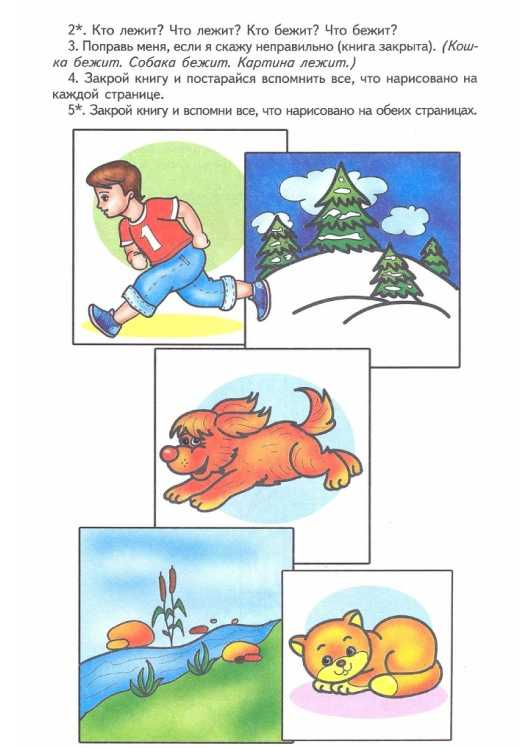 2*. Кто лежит? Что лежит? Кто бежит? Что бежит?
3. Поправь меня, если я скажу неправильно (книга закрыта). (Кош-
ка бежит. Собака бежит. Картина лежит.)
4. Закрой книгу и постарайся вспомнить все, что нарисовано на
каждой странице.
5*. Закрой книгу и вспомни все, что нарисовано на обеих страницах.
1